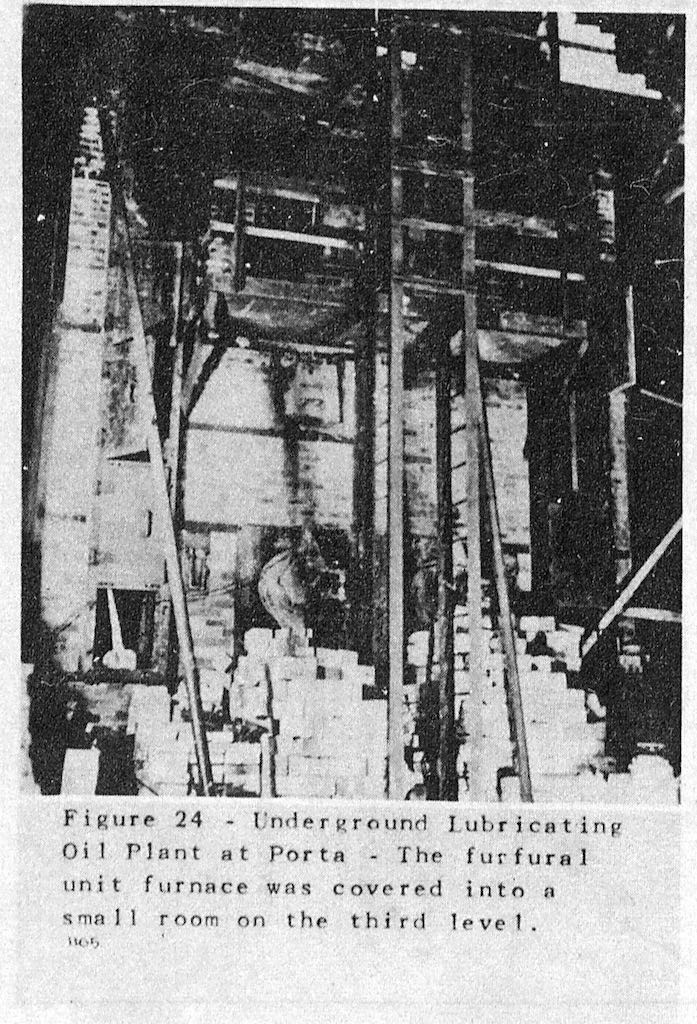 Figure 24 - Underground Lubricating
Oil Plant at Porta - The furfural
unit furnace was covered into a
small room on the third level.